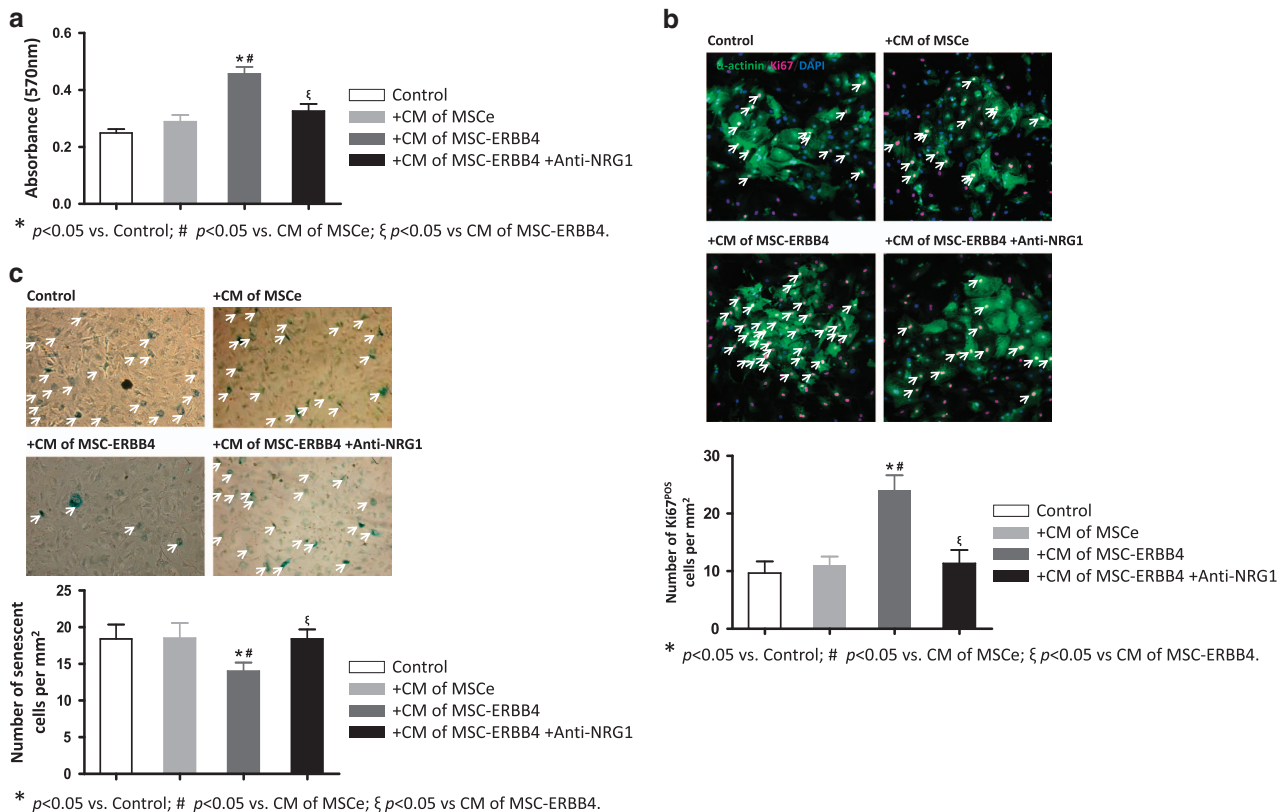 a
Absorbance (570nm)
0.6
0.4
0.2
0.0
*#
ξ
Control
+CM of MSCe
+CM of MSC-ERBB4
+CM of MSC-ERBB4 +Anti-NRG1
* p<0.05 vs. Control; # p<0.05 vs. CM of MSCe; ξ p<0.05 vs CM of MSC-ERBB4.
b
Control
+CM of MSCe
α-actinin Ki67 DAPI
+CM of MSC-ERBB4
+CM of MSC-ERBB4 +Anti-NRG1
Number of Ki67POS
cells per mm2
30
20
10
0
*#
ξ
Control
+CM of MSCe
+CM of MSC-ERBB4
+CM of MSC-ERBB4 +Anti-NRG1
* p<0.05 vs. Control; # p<0.05 vs. CM of MSCe; ξ p<0.05 vs CM of MSC-ERBB4.
c
Control
+CM of MSCe
+CM of MSC-ERBB4
+CM of MSC-ERBB4 +Anti-NRG1
Number of senescent
cells per mm2
25
20
15
10
5
0
*#
ξ
Control
+CM of MSCe
+CM of MSC-ERBB4
+CM of MSC-ERBB4 +Anti-NRG1
* p<0.05 vs. Control; # p<0.05 vs. CM of MSCe; ξ p<0.05 vs CM of MSC-ERBB4.